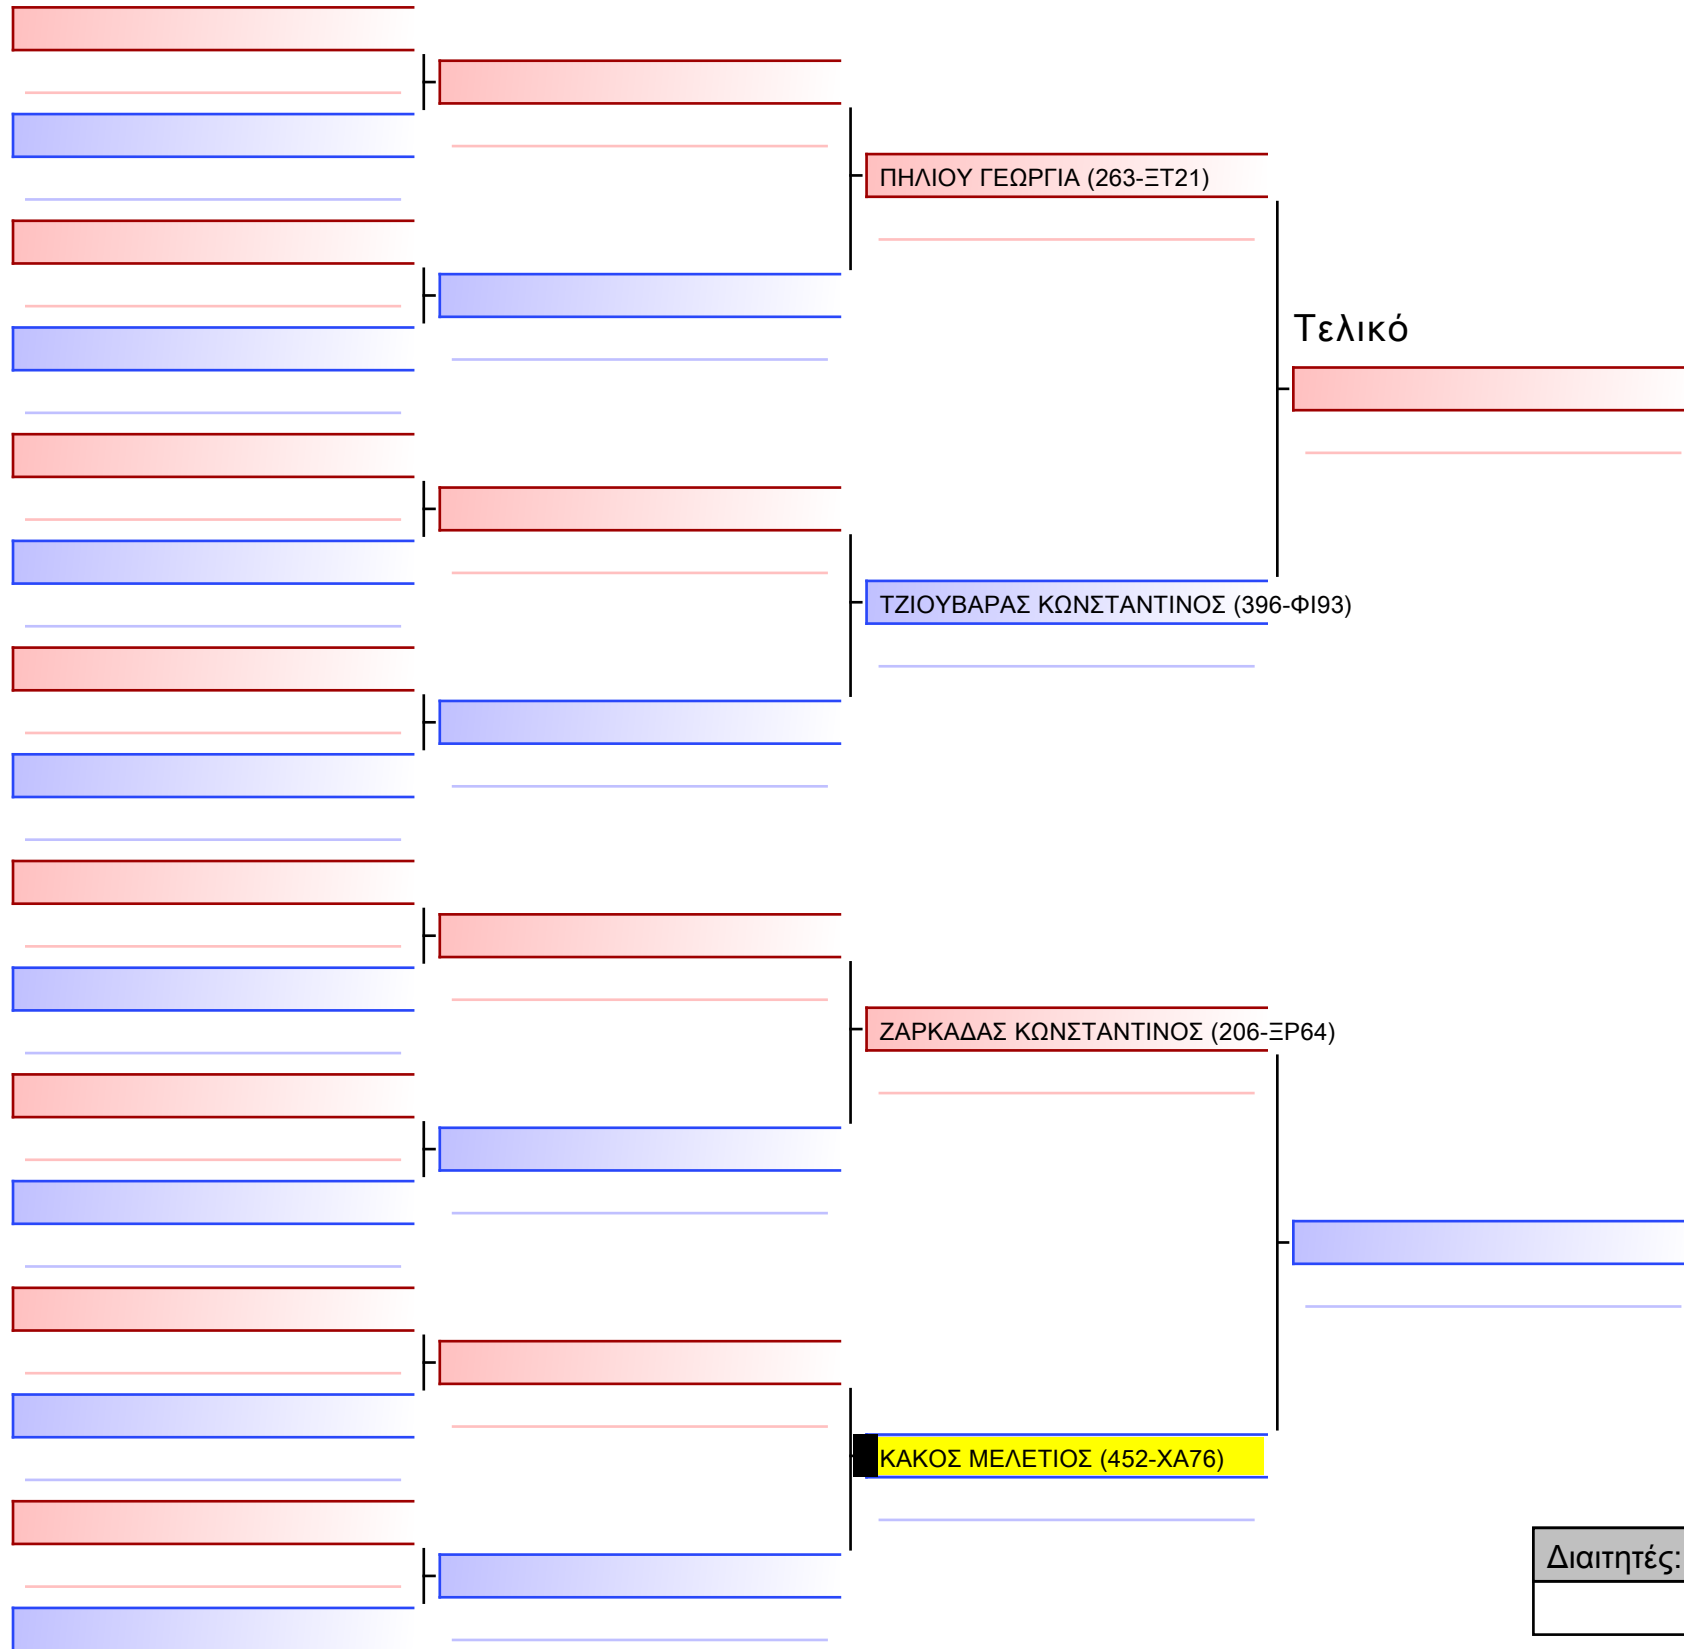 ΠΗΛΙΟΥ ΓΕΩΡΓΙΑ (263-ΞΤ21)
Τελικό
ΤΖΙΟΥΒΑΡΑΣ ΚΩΝΣΤΑΝΤΙΝΟΣ (396-ΦΙ93)
ΖΑΡΚΑΔΑΣ ΚΩΝΣΤΑΝΤΙΝΟΣ (206-ΞΡ64)
ΚΑΚΟΣ ΜΕΛΕΤΙΟΣ (452-ΧΑ76)
Διαιτητές: